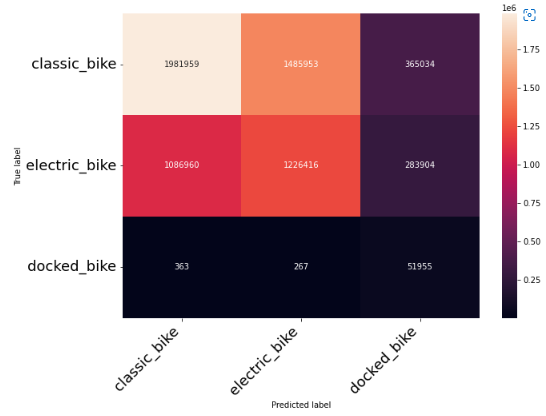 1e6
classic_bike
1981959
1485953
365034
1.75
1.50
electric_bike
1086960
1226416
283904
1.25
1.00
True label
0.75
docked_bike
363
267
51955
0.50
0.25
classic_bike
electric_bike
docked_bike
Predicted label